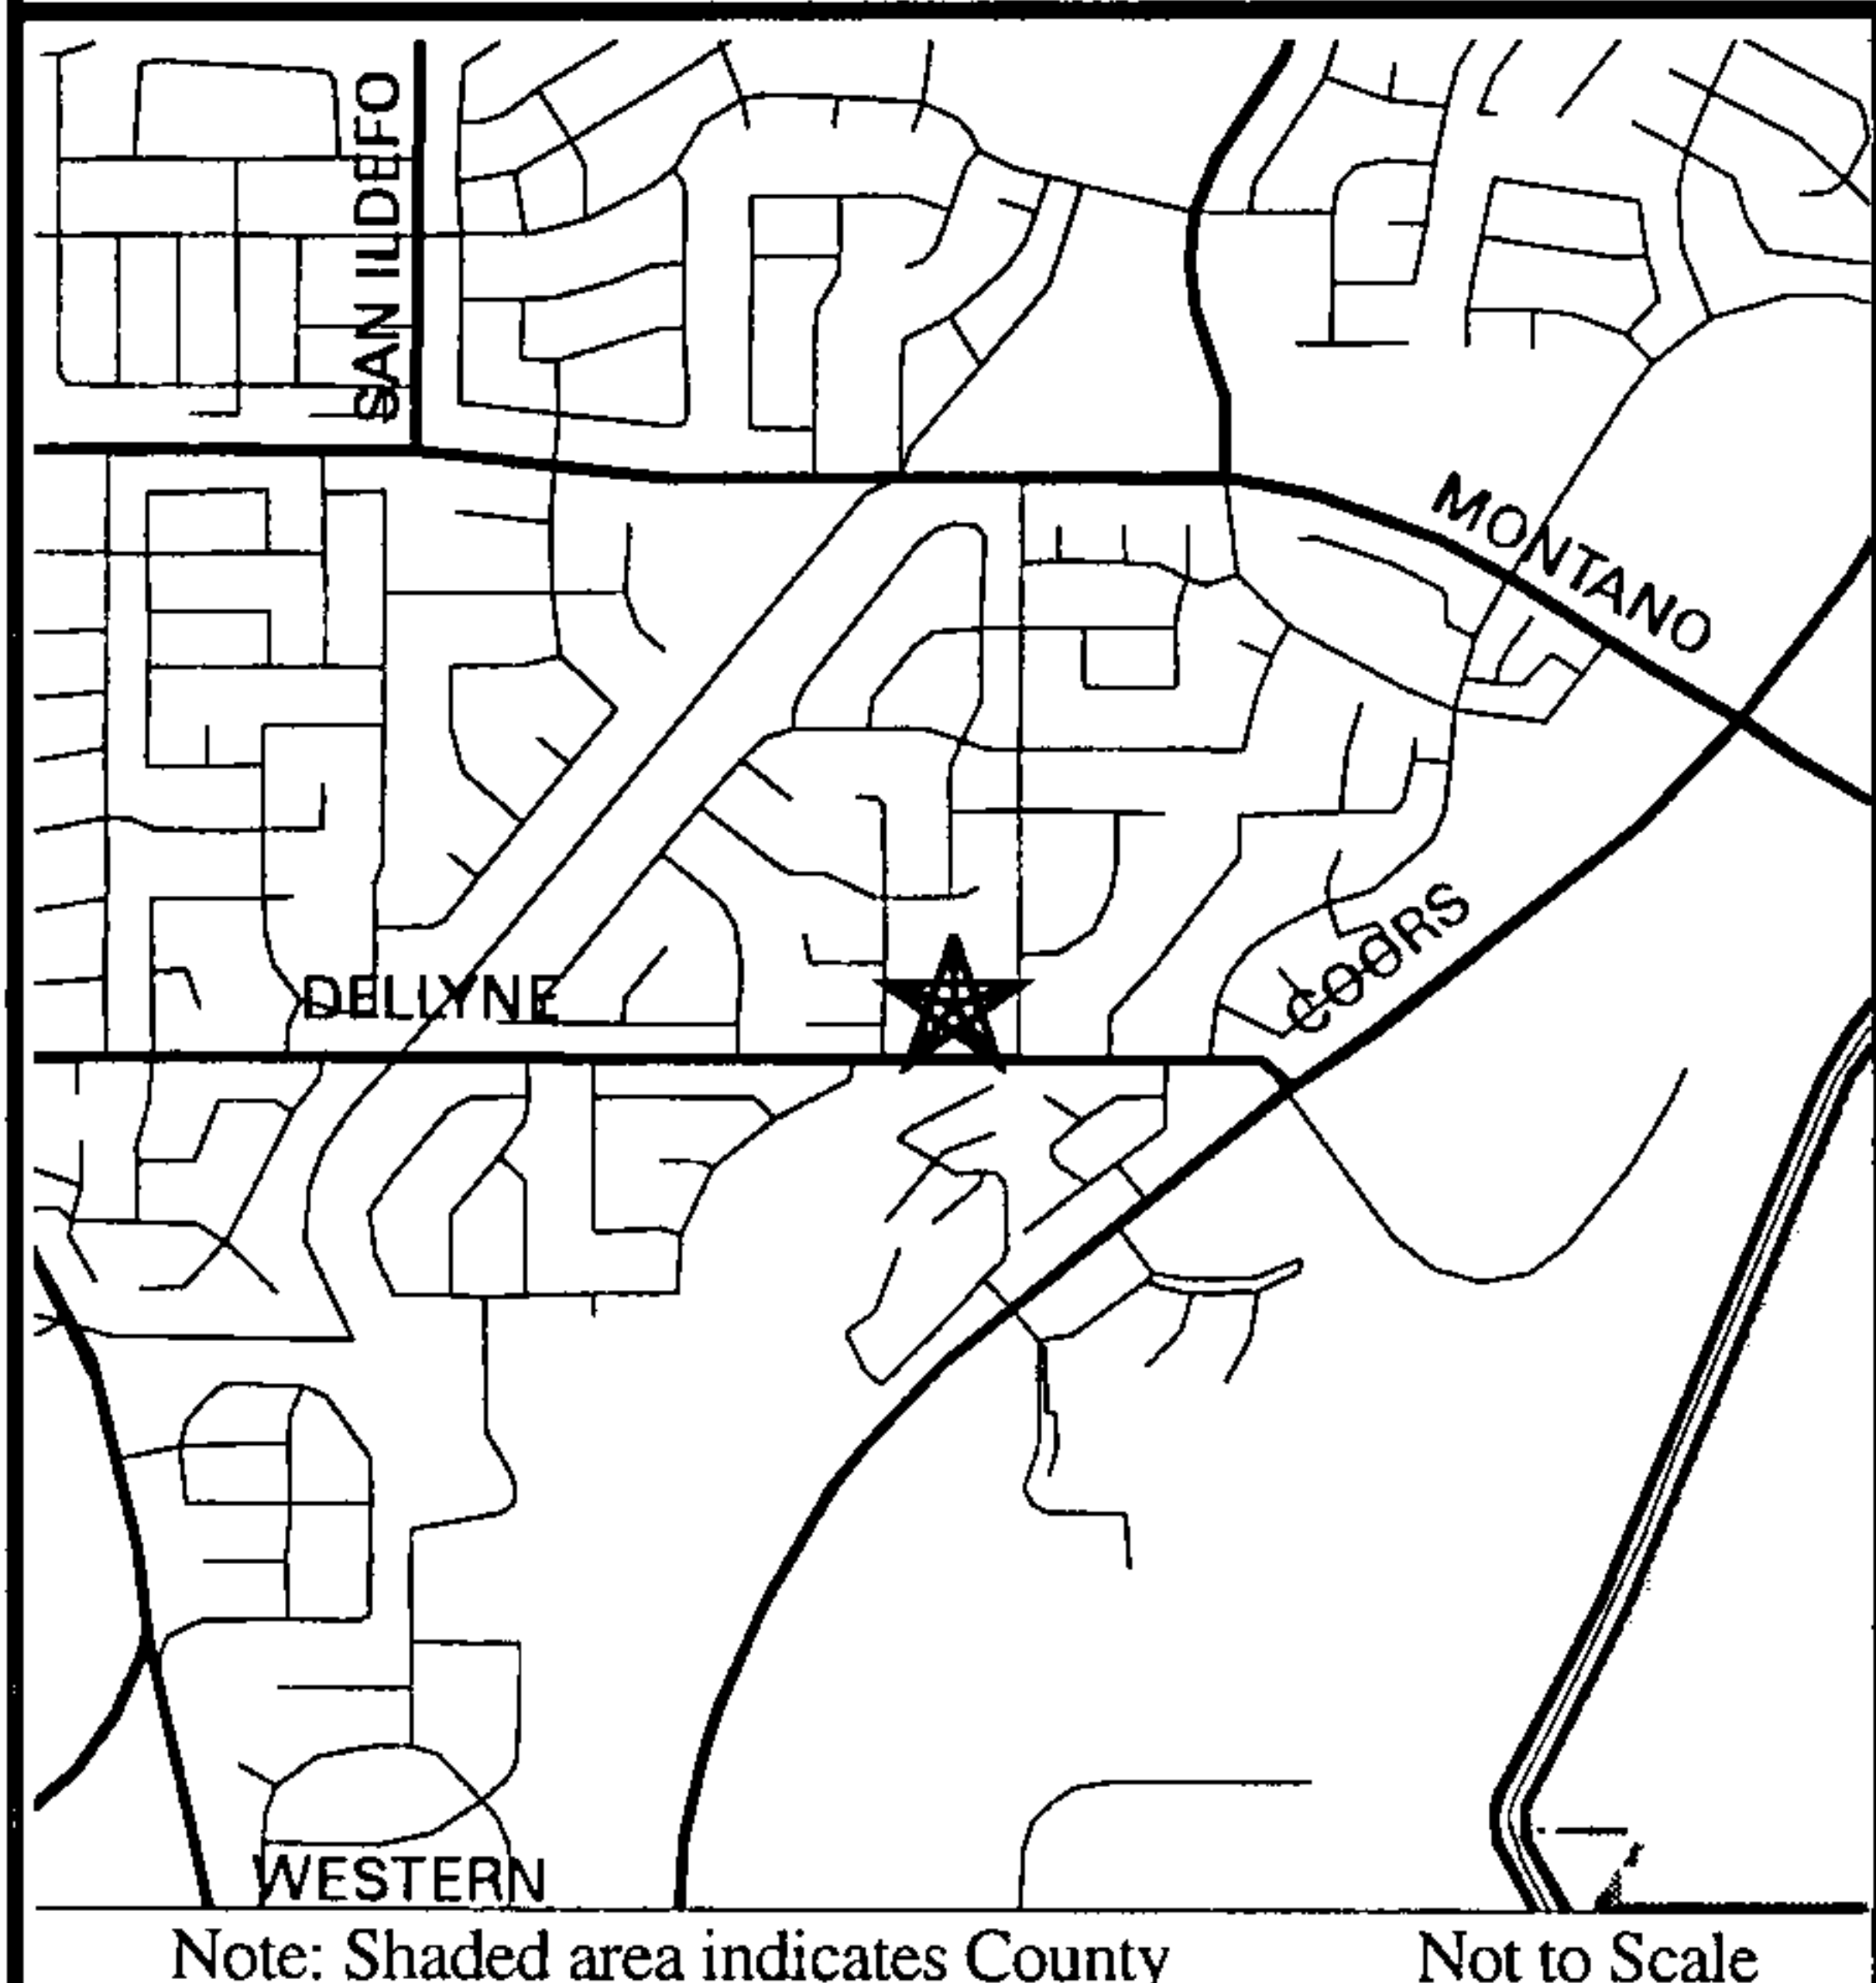 SAN ILDEFO
MONTANO
COORS
DELLYNE
WESTERN
Note: Shaded area indicates County
Not to Scale